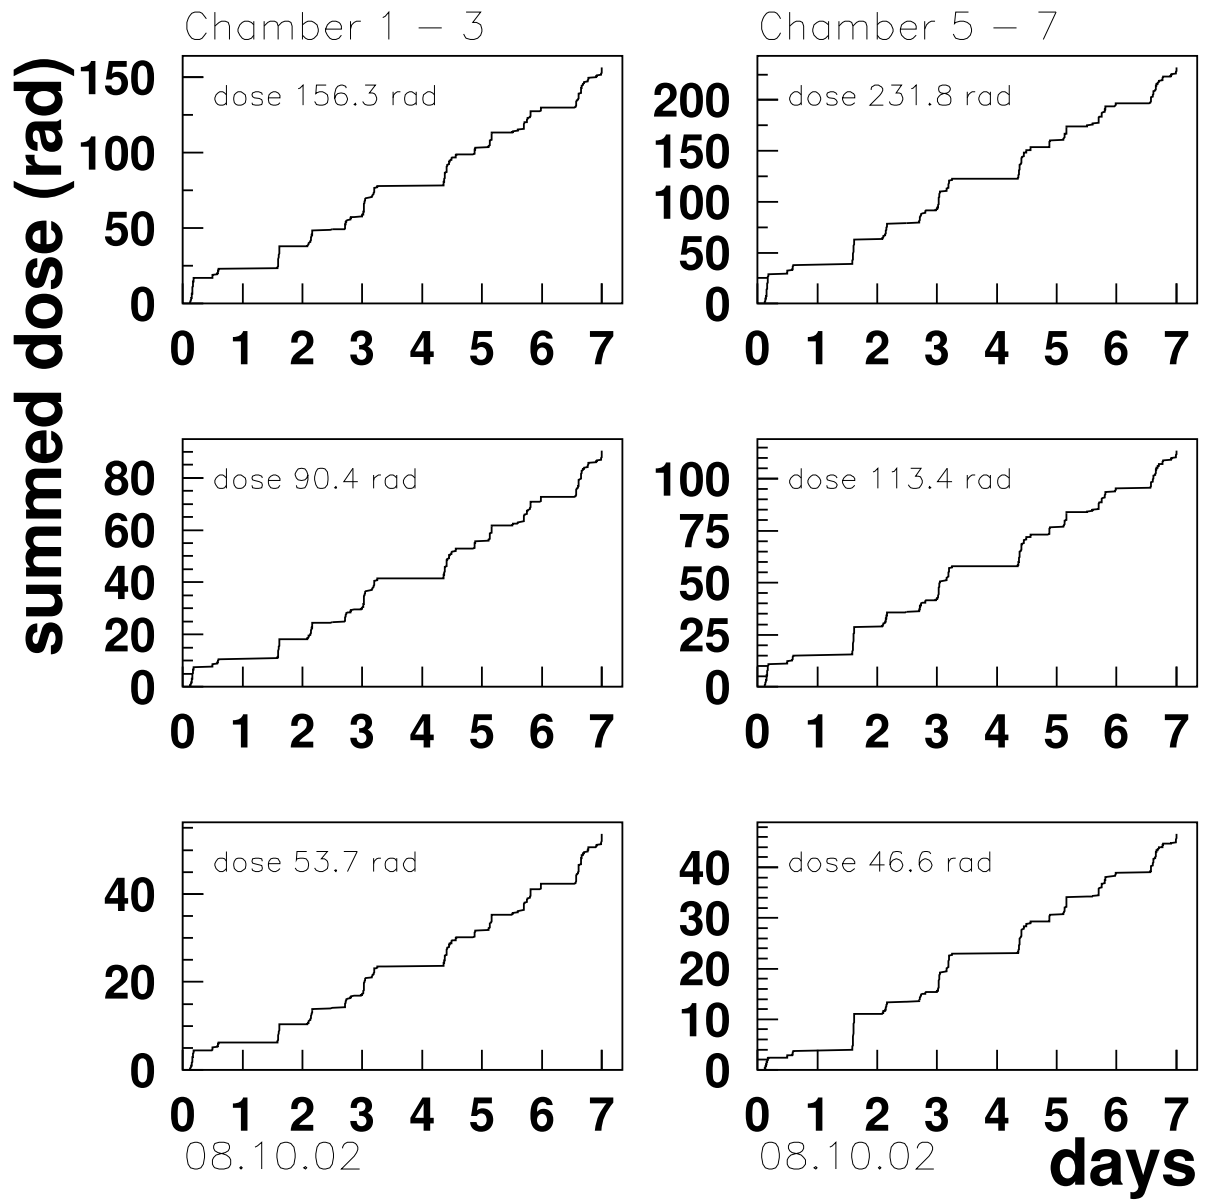 Chamber 1 – 3
Chamber 5 – 7
summed dose (rad)
dose 156.3 rad
150
100
50
0
0 1 2 3 4 5 6 7
dose 231.8 rad
200
150
100
50
0
0 1 2 3 4 5 6 7
dose 90.4 rad
80
60
40
20
0
0 1 2 3 4 5 6 7
dose 113.4 rad
100
75
50
25
0
0 1 2 3 4 5 6 7
dose 53.7 rad
40
20
0
0 1 2 3 4 5 6 7
08.10.02
dose 46.6 rad
40
30
20
10
0
0 1 2 3 4 5 6 7
08.10.02
days